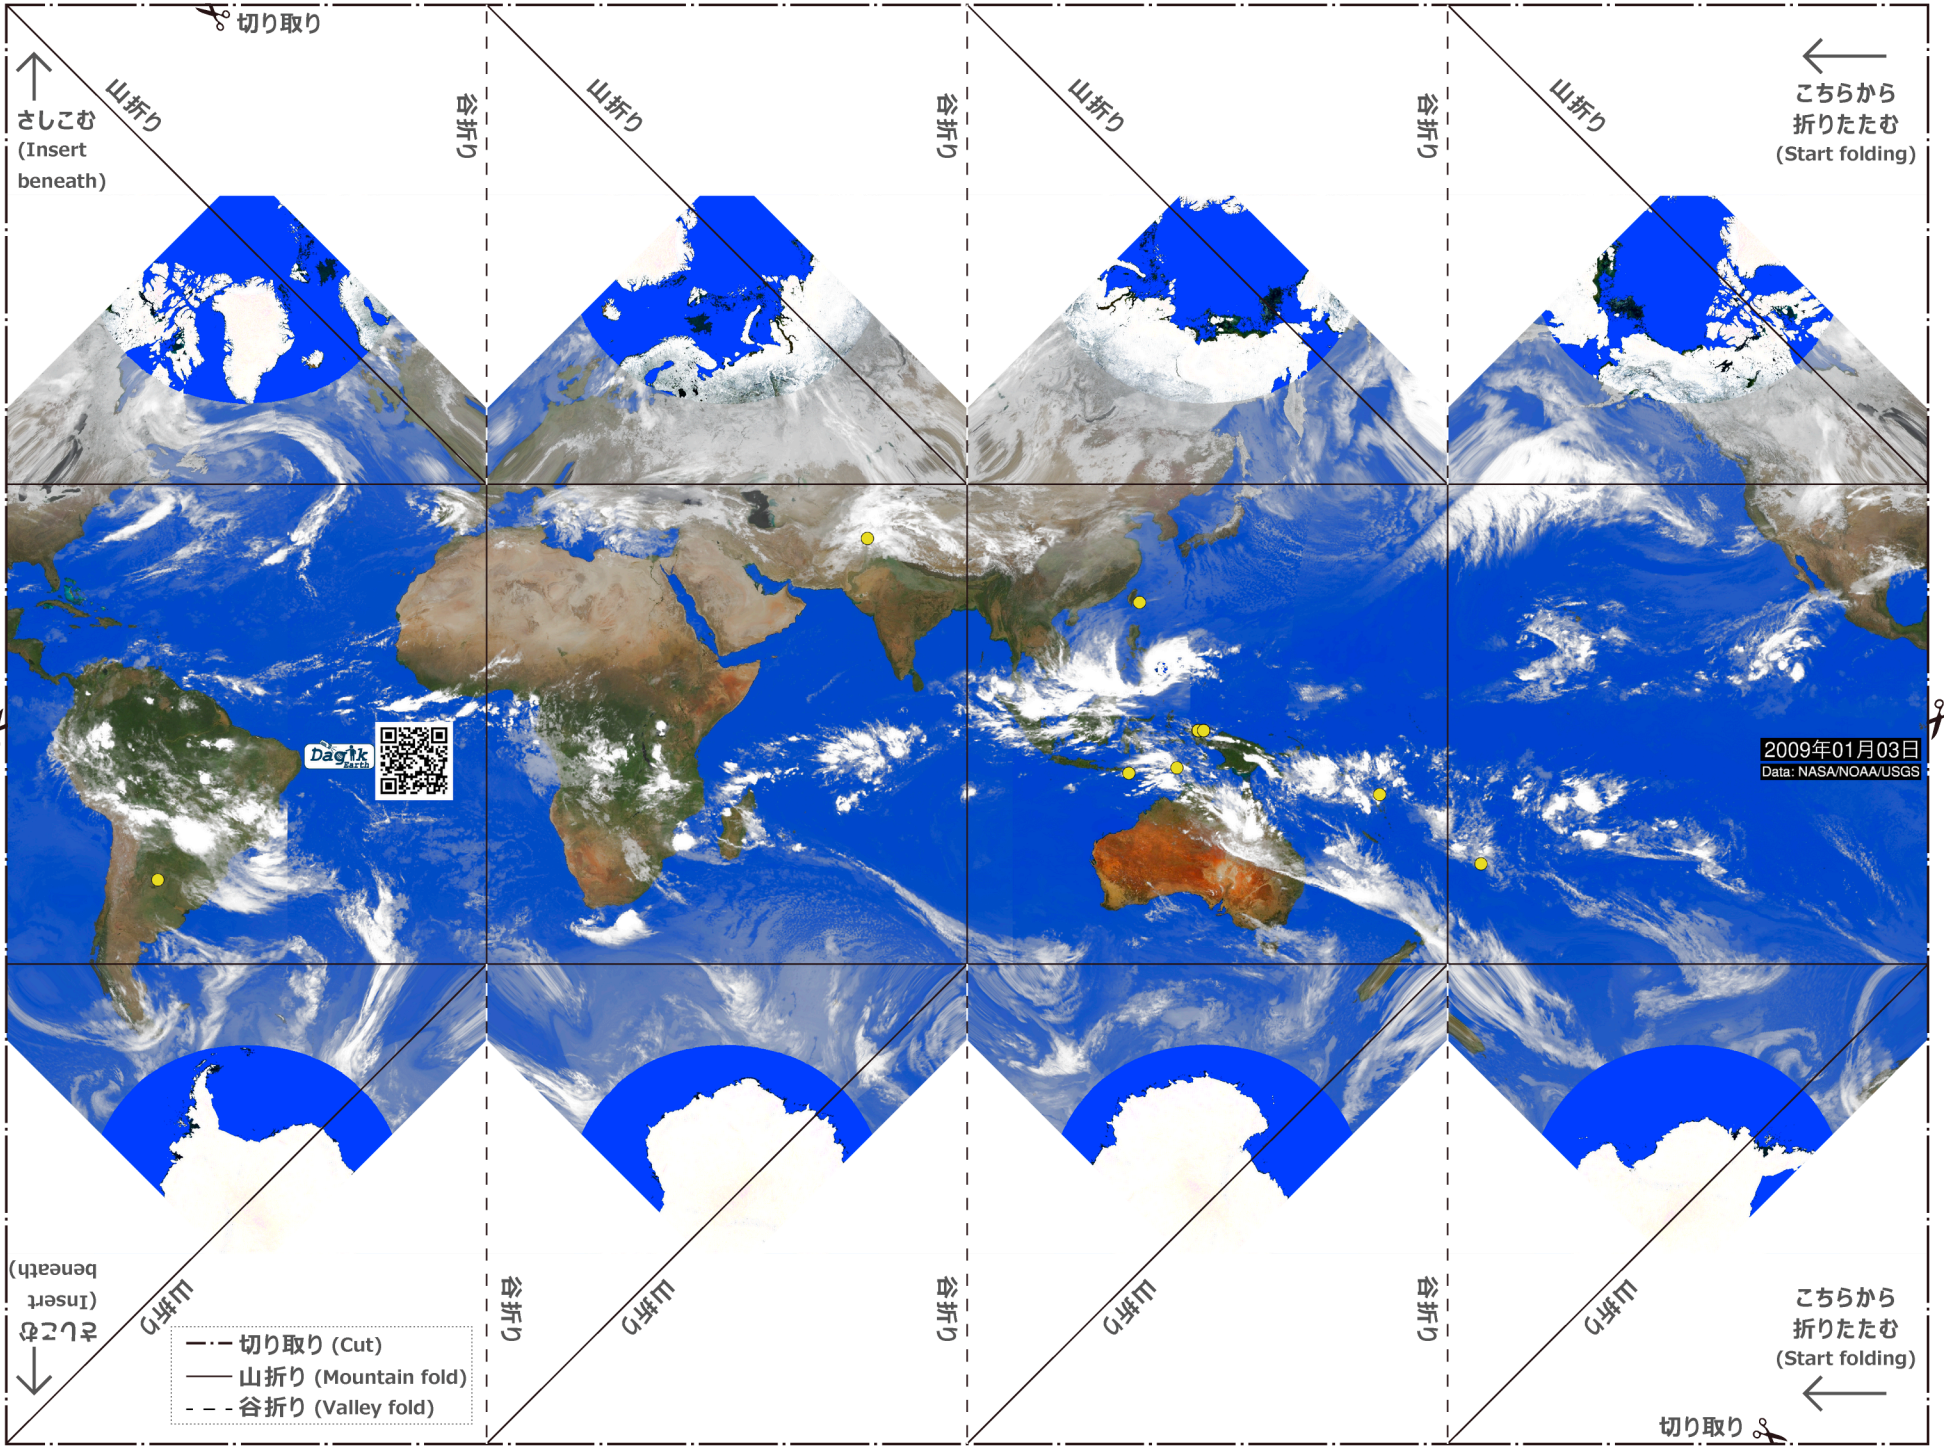 切り取り
山折り
谷折り
山折り
谷折り
山折り
谷折り
山折り
さしこむ
(Insert
beneath)
こちらから
折りたたむ
(Start folding)
Dagik
Earth
2009年01月03日
Data: NASA/NOAA/USGS
さしこむ
(Insert
beneath)
山折り
谷折り
山折り
谷折り
山折り
谷折り
山折り
こちらから
折りたたむ
(Start folding)
切り取り (Cut)
山折り (Mountain fold)
谷折り (Valley fold)
切り取り